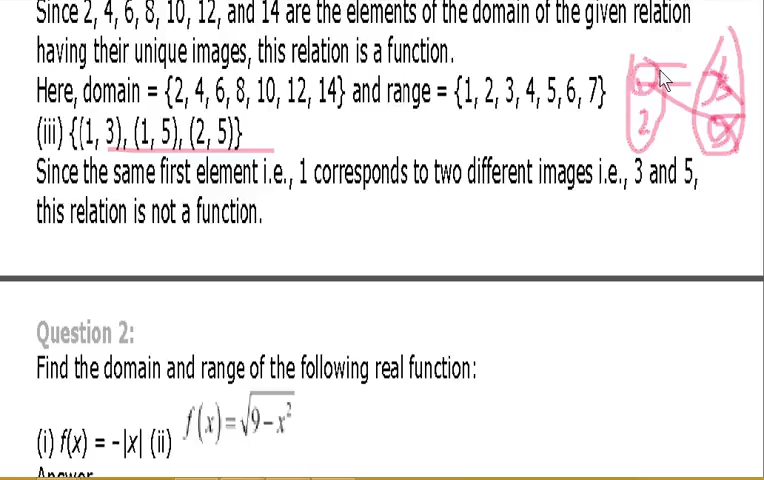 Since 2, 4, 6, 8, 10, 12, and 14 are the elements of the domain of the given relation
having their unique images, this relation is a function.
Here, domain = {2, 4, 6, 8, 10, 12, 14} and range = {1, 2, 3, 4, 5, 6, 7}
(iii) {(1, 3), (1, 5), (2, 5)}
Since the same first element i.e., 1 corresponds to two different images i.e., 3 and 5,
this relation is not a function.
2
Question 2:
Find the domain and range of the following real function:
(i) f(x) = –|x| (ii) f(x)=√9−x²
Answer